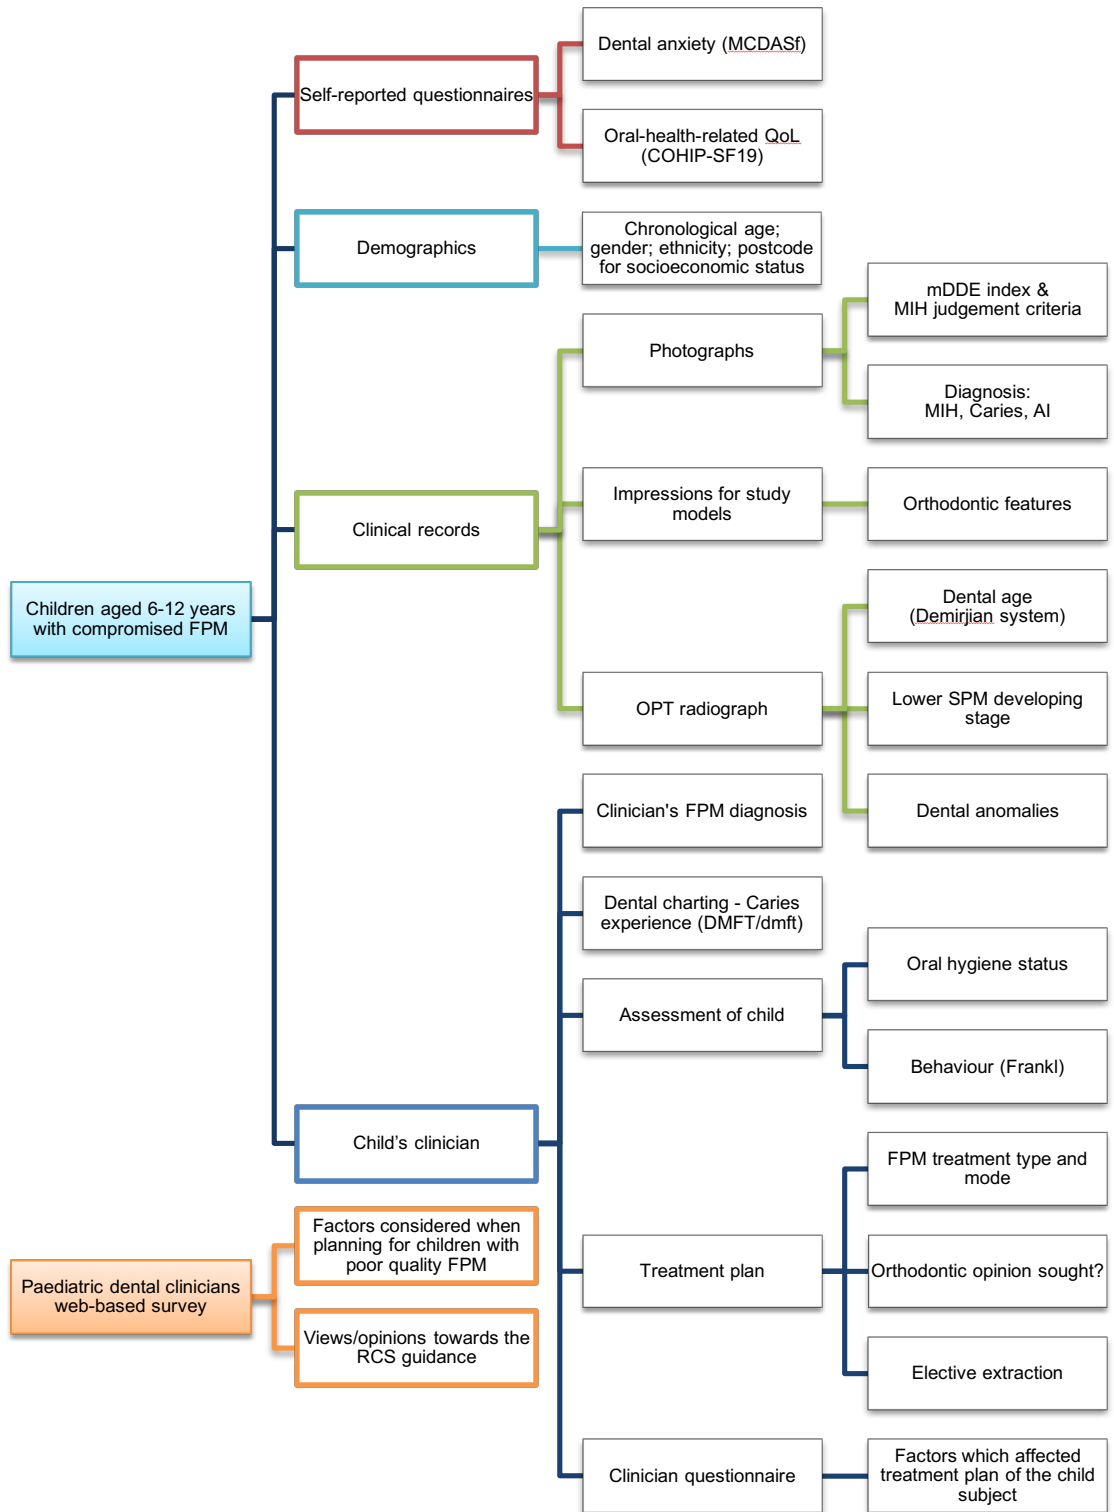 Dental anxiety (MCDASf)
Self-reported questionnaires
Oral-health-related QoL
(COHIP-SF19)
Demographics
Chronological age;
gender; ethnicity; postcode
for socioeconomic status
mDDE index &
MIH judgement criteria
Photographs
Diagnosis:
MIH, Caries, AI
Clinical records
Impressions for study
models
Orthodontic features
Children aged 6-12 years
with compromised FPM
Dental age
(Demirjian system)
OPT radiograph
Lower SPM developing
stage
Dental anomalies
Clinician's FPM diagnosis
Dental charting - Caries
experience (DMFT/dmft)
Oral hygiene status
Assessment of child
Behaviour (Frankl)
Child’s clinician
FPM treatment type and
mode
Treatment plan
Orthodontic opinion sought?
Elective extraction
Clinician questionnaire
Factors which affected
treatment plan of the child
subject
Paediatric dental clinicians
web-based survey
Factors considered when
planning for children with
poor quality FPM
Views/opinions towards the
RCS guidance